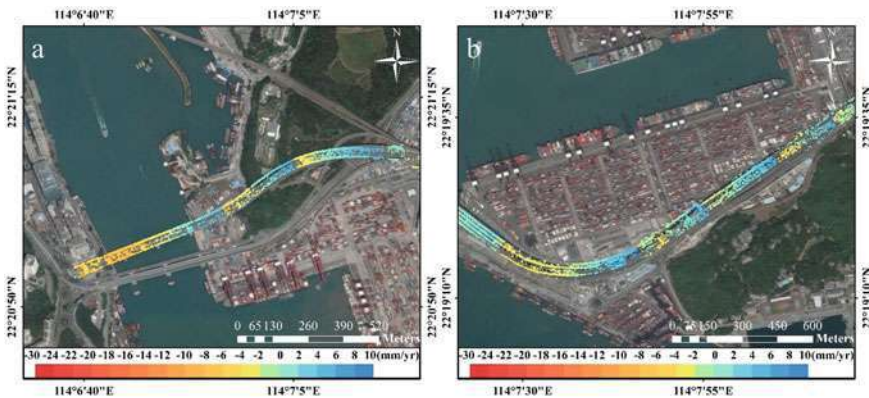 114°6'40"E 114°7'5"E 114°7'30"E 114°7'55"E
a N b N
22°21'15"N 22°21'15"N 22°19'35"N 22°19'35"N
22°20'50"N 22°20'50"N 22°19'10"N 22°19'10"N
0 65 130 260 390 520 0 75 150 300 450 600
Meters Meters
-30 -24 -22 -20 -18 -16 -14 -12 -10 -8 -6 -4 -2 0 2 4 6 8 10(mm/yr) -30 -24 -22 -20 -18 -16 -14 -12 -10 -8 -6 -4 -2 0 2 4 6 8 10(mm/yr)
114°6'40"E 114°7'5"E 114°7'30"E 114°7'55"E